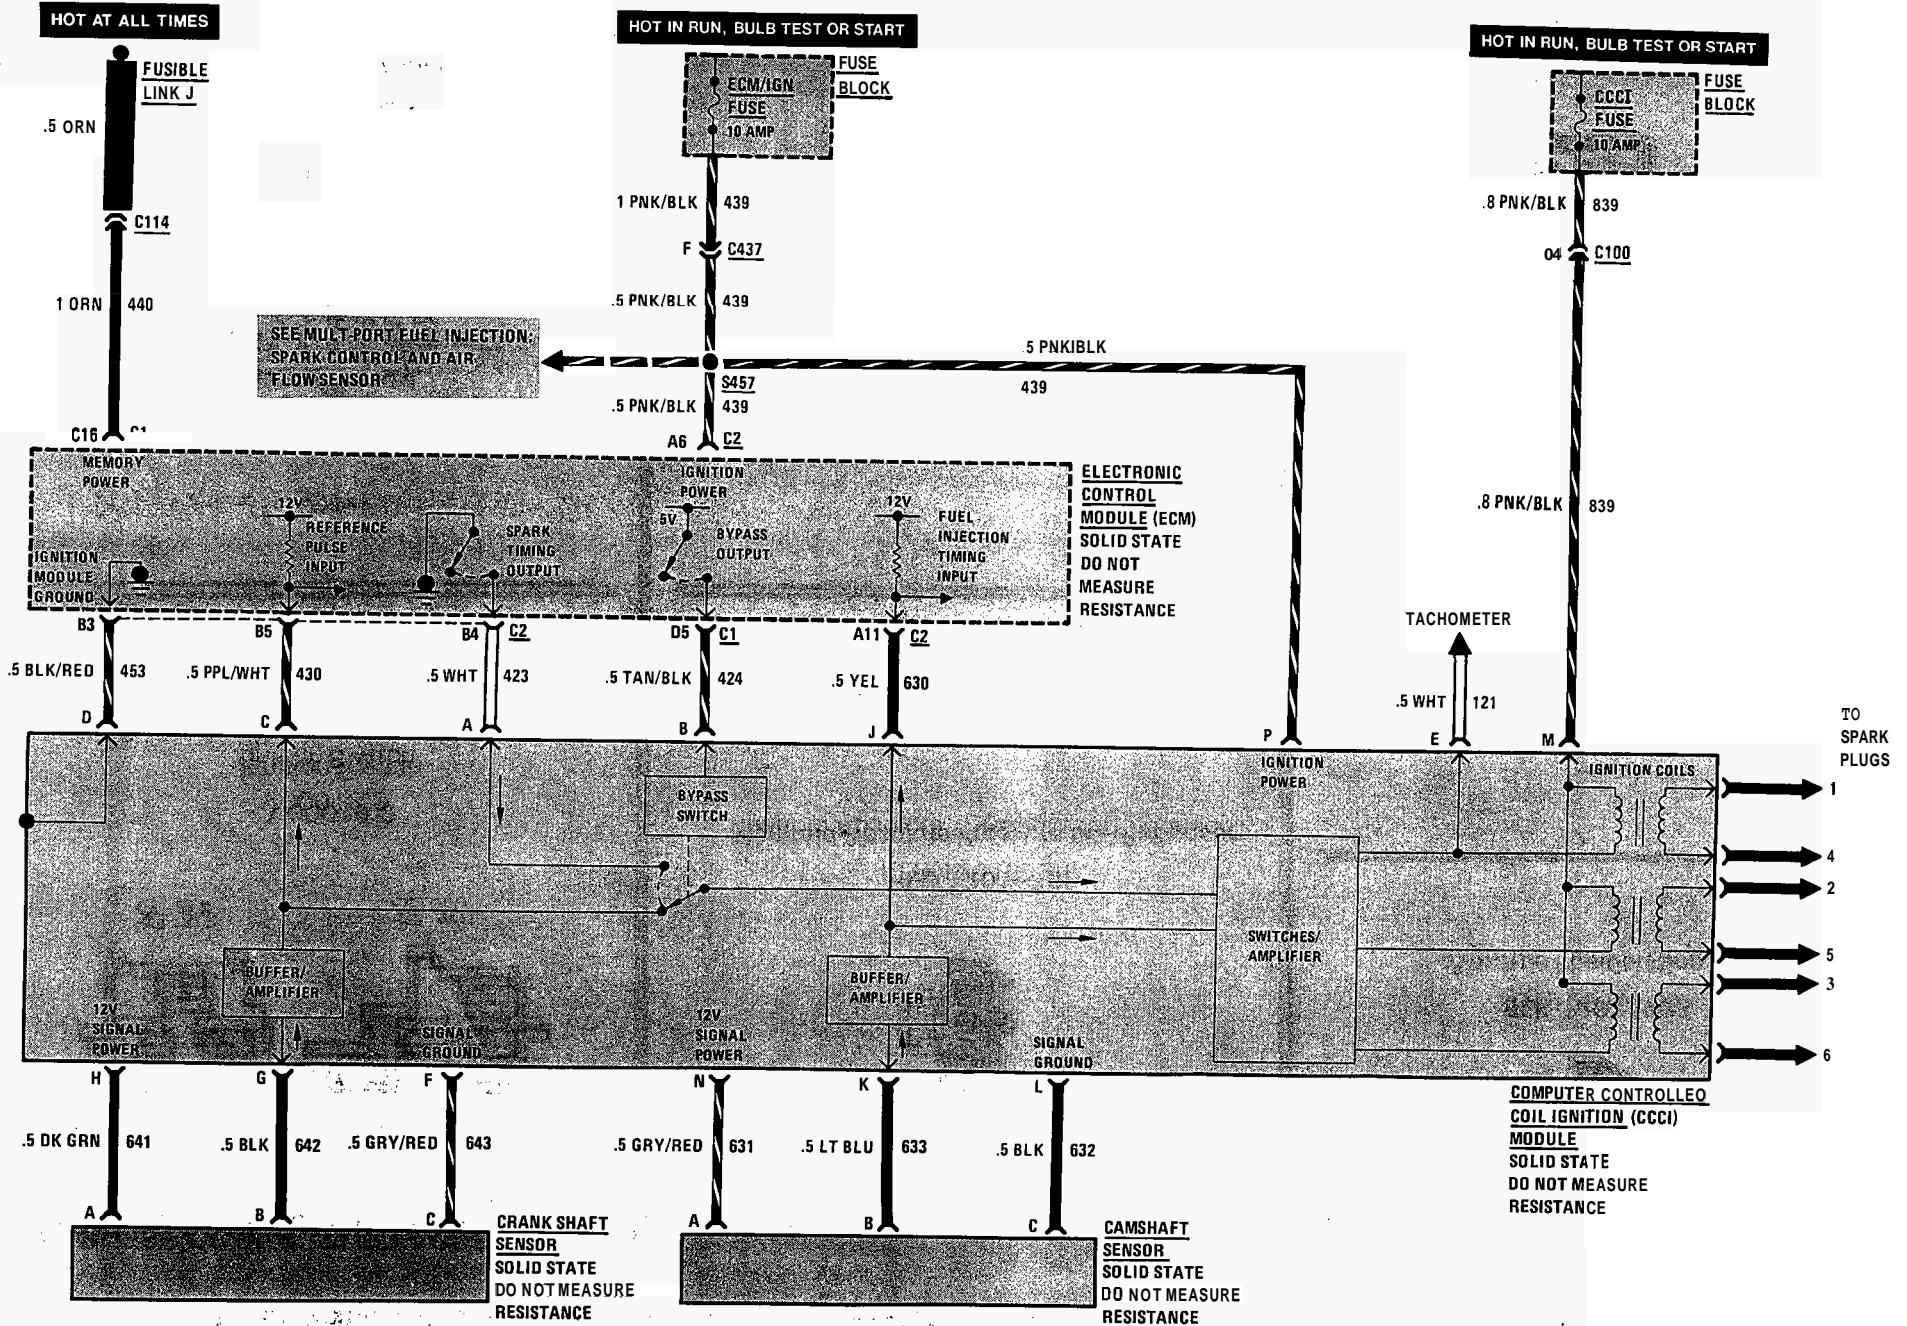 HOT AT ALL TIMES
HOT IN RUN, BULB TEST OR START
HOT IN RUN, BULB TEST OR START
FUSIBLE
LINK J
.5 ORN
C114
1 ORN 440
C16 C1
ECM/IGN
FUSE
10 AMP
FUSE
BLOCK
1 PNK/BLK 439
F C437
.5 PNK/BLK 439
SEE MULT-PORT FUEL INJECTION:
SPARK CONTROL AND AIR
FLOW SENSOR
S457
.5 PNK/BLK 439
A6 C2
.5 PNKIBLK
439
CCCI
FUSE
10 AMP
FUSE
BLOCK
.8 PNK/BLK 839
04 C100
.8 PNK/BLK 839
MEMORY
POWER
IGNITION
MODULE
GROUND
12V
REFERENCE
PULSE
INPUT
SPARK
TIMING
OUTPUT
IGNITION
POWER
5V
BYPASS
OUTPUT
12V
FUEL
INJECTION
TIMING
INPUT
ELECTRONIC
CONTROL
MODULE (ECM)
SOLID STATE
DO NOT
MEASURE
RESISTANCE
B3 B5 B4 C2 D5 C1 A11 C2
.5 BLK/RED 453
.5 PPL/WHT 430
.5 WHT 423
.5 TAN/BLK 424
.5 YEL 630
TACHOMETER
.5 WHT 121
D C A B J P E M
TO
SPARK
PLUGS
IGNITION
POWER
IGNITION COILS
BYPASS
SWITCH
1
4
2
5
3
6
SWITCHES/
AMPLIFIER
BUFFER/
AMPLIFIER
BUFFER/
AMPLIFIER
12V
SIGNAL
POWER
SIGNAL
GROUND
12V
SIGNAL
POWER
SIGNAL
GROUND
H G F N K L
COMPUTER CONTROLLEO
COIL IGNITION (CCCI)
MODULE
SOLID STATE
DO NOT MEASURE
RESISTANCE
.5 DK GRN 641
.5 BLK 642
.5 GRY/RED 643
.5 GRY/RED 631
.5 LT BLU 633
.5 BLK 632
A B C A B C
CRANK SHAFT
SENSOR
SOLID STATE
DO NOT MEASURE
RESISTANCE
CAMSHAFT
SENSOR
SOLID STATE
DO NOT MEASURE
RESISTANCE